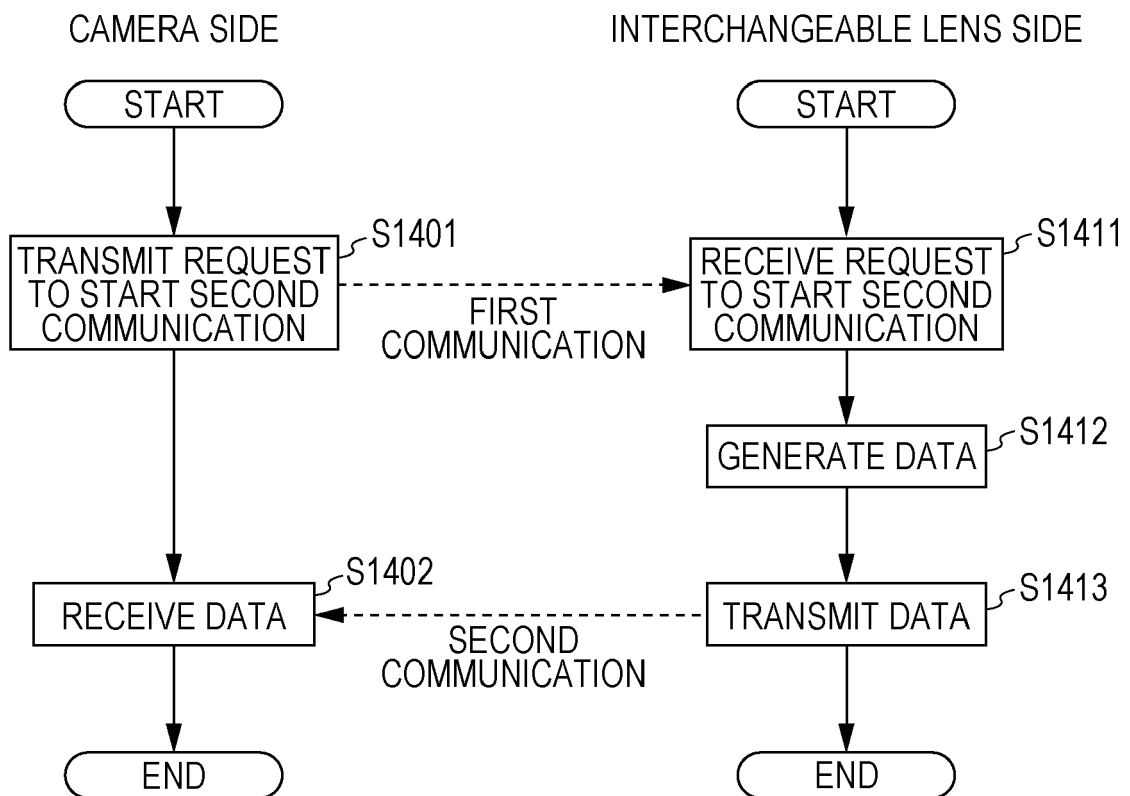 CAMERA SIDE
INTERCHANGEABLE LENS SIDE
START
START
TRANSMIT REQUEST
TO START SECOND
COMMUNICATION
S1401
FIRST
COMMUNICATION
RECEIVE REQUEST
TO START SECOND
COMMUNICATION
S1411
GENERATE DATA
S1412
RECEIVE DATA
S1402
SECOND
COMMUNICATION
TRANSMIT DATA
S1413
END
END